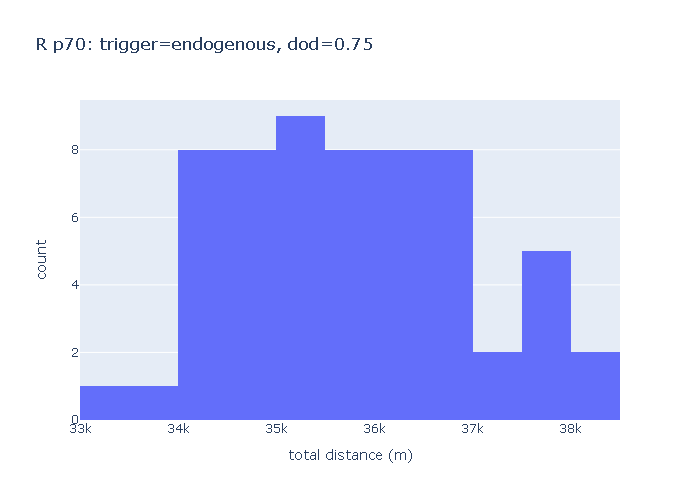 R p70: trigger=endogenous, dod=0.75
8
6
4
2
0
count
33k
34k
35k
36k
37k
38k
total distance (m)